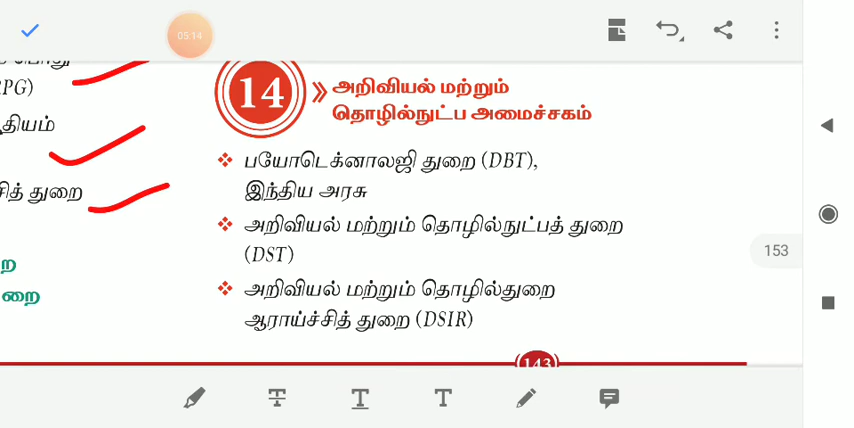 05:14
PG)
தியம்
சித் துறை
14
அறிவியல் மற்றும்
தொழில்நுட்ப அமைச்சகம்
பயோடெக்னாலஜி துறை (DBT),
இந்திய அரசு
அறிவியல் மற்றும் தொழில்நுட்பத் துறை
(DST)
அறிவியல் மற்றும் தொழில்துறை
ஆராய்ச்சித் துறை (DSIR)
றை
றை
153
143
T
T
T